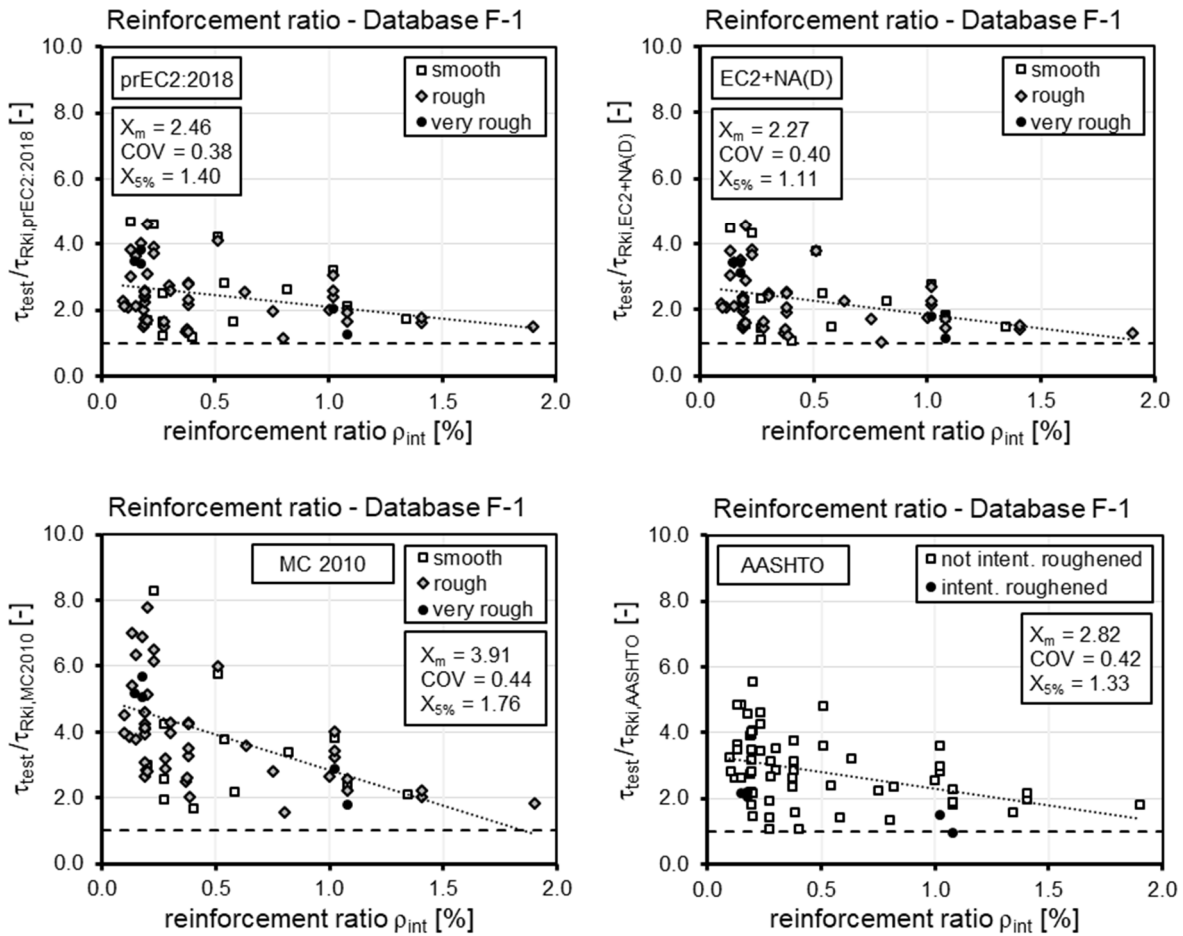 Reinforcement ratio - Database F-1
10.0
8.0
6.0
4.0
2.0
0.0
τtest/τRki,prEC2:2018 [-]
prEC2:2018
smooth
rough
very rough
Xm = 2.46
COV = 0.38
X5% = 1.40
0.0 0.5 1.0 1.5 2.0
reinforcement ratio ρint [%]
Reinforcement ratio - Database F-1
10.0
8.0
6.0
4.0
2.0
0.0
τtest/τRki,EC2+NA(D) [-]
EC2+NA(D)
smooth
rough
very rough
Xm = 2.27
COV = 0.40
X5% = 1.11
0.0 0.5 1.0 1.5 2.0
reinforcement ratio ρint [%]
Reinforcement ratio - Database F-1
10.0
8.0
6.0
4.0
2.0
0.0
τtest/τRki,MC2010 [-]
MC 2010
smooth
rough
very rough
Xm = 3.91
COV = 0.44
X5% = 1.76
0.0 0.5 1.0 1.5 2.0
reinforcement ratio ρint [%]
Reinforcement ratio - Database F-1
10.0
8.0
6.0
4.0
2.0
0.0
τtest/τRki,AASHTO [-]
AASHTO
not intent. roughened
intent. roughened
Xm = 2.82
COV = 0.42
X5% = 1.33
0.0 0.5 1.0 1.5 2.0
reinforcement ratio ρint [%]